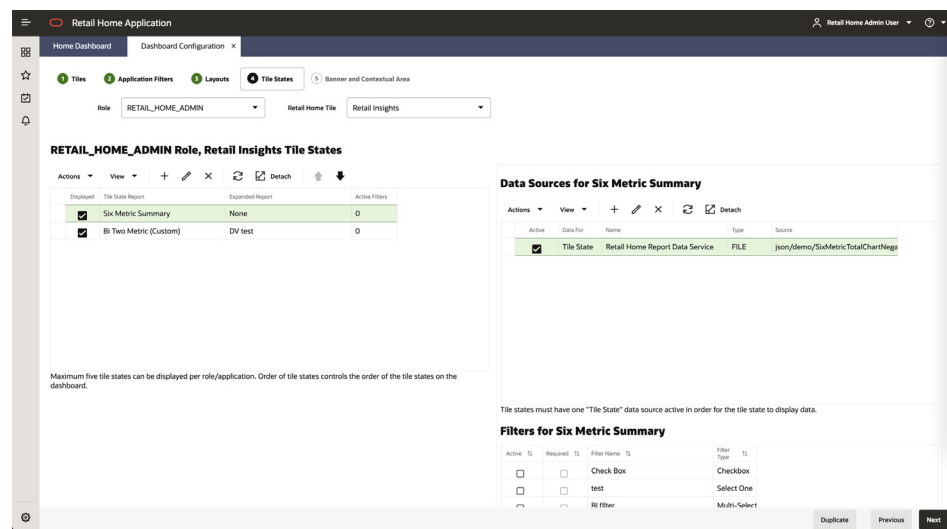 Retail Home Application
Retail Home Admin User
Home Dashboard
Dashboard Configuration ×
1 Tiles
2 Application Filters
3 Layouts
4 Tile States
5 Banner and Contextual Area
Role RETAIL_HOME_ADMIN
Retail Home Tile Retail Insights
RETAIL_HOME_ADMIN Role, Retail Insights Tile States
Actions View Detach
Displayed Tile State Report Expanded Report Active Filters
Six Metric Summary None 0
Bi Two Metric (Custom) DV test 0
Maximum five tile states can be displayed per role/application. Order of tile states controls the order of the tile states on the
dashboard.
Data Sources for Six Metric Summary
Actions View Detach
Active Data For Name Type Source
Tile State Retail Home Report Data Service FILE json/demo/SixMetricTotalChartNega
Tile states must have one "Tile State" data source active in order for the tile state to display data.
Filters for Six Metric Summary
Active Required Filter Name Filter
Type
Check Box Checkbox
test Select One
BI filter Multi-Select
Duplicate Previous Next